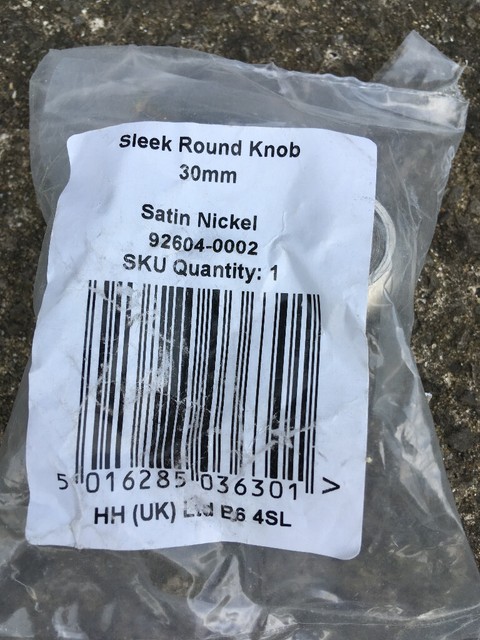 Sleek Round Knob
30mm
Satin Nickel
92604-0002
SKU Quantity: 1
5 016285 036301 >
HH (UK) Ltd B6 4SL